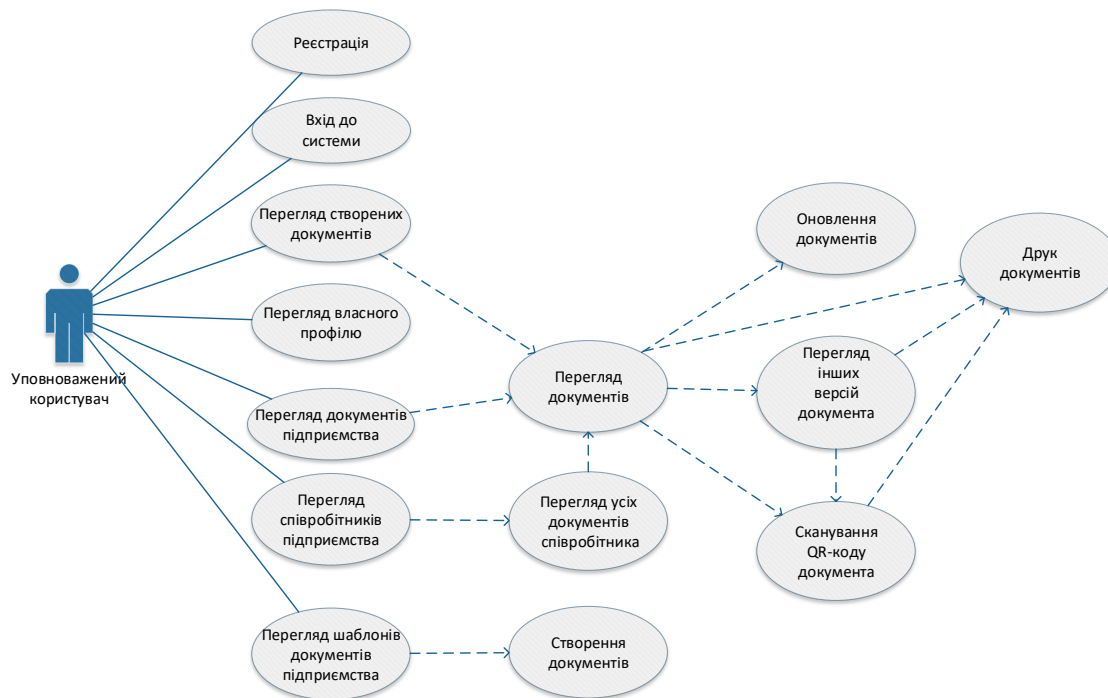 Реєстрація
Вхід до
системи
Перегляд створених
документів
Перегляд власного
профілю
Уповноважений
користувач
Перегляд документів
підприємства
Перегляд
співробітників
підприємства
Перегляд шаблонів
документів
підприємства
Перегляд
документів
Перегляд усіх
документів
співробітника
Створення
документів
Оновлення
документів
Перегляд
інших
версій
документа
Сканування
QR-коду
документа
Друк
документів